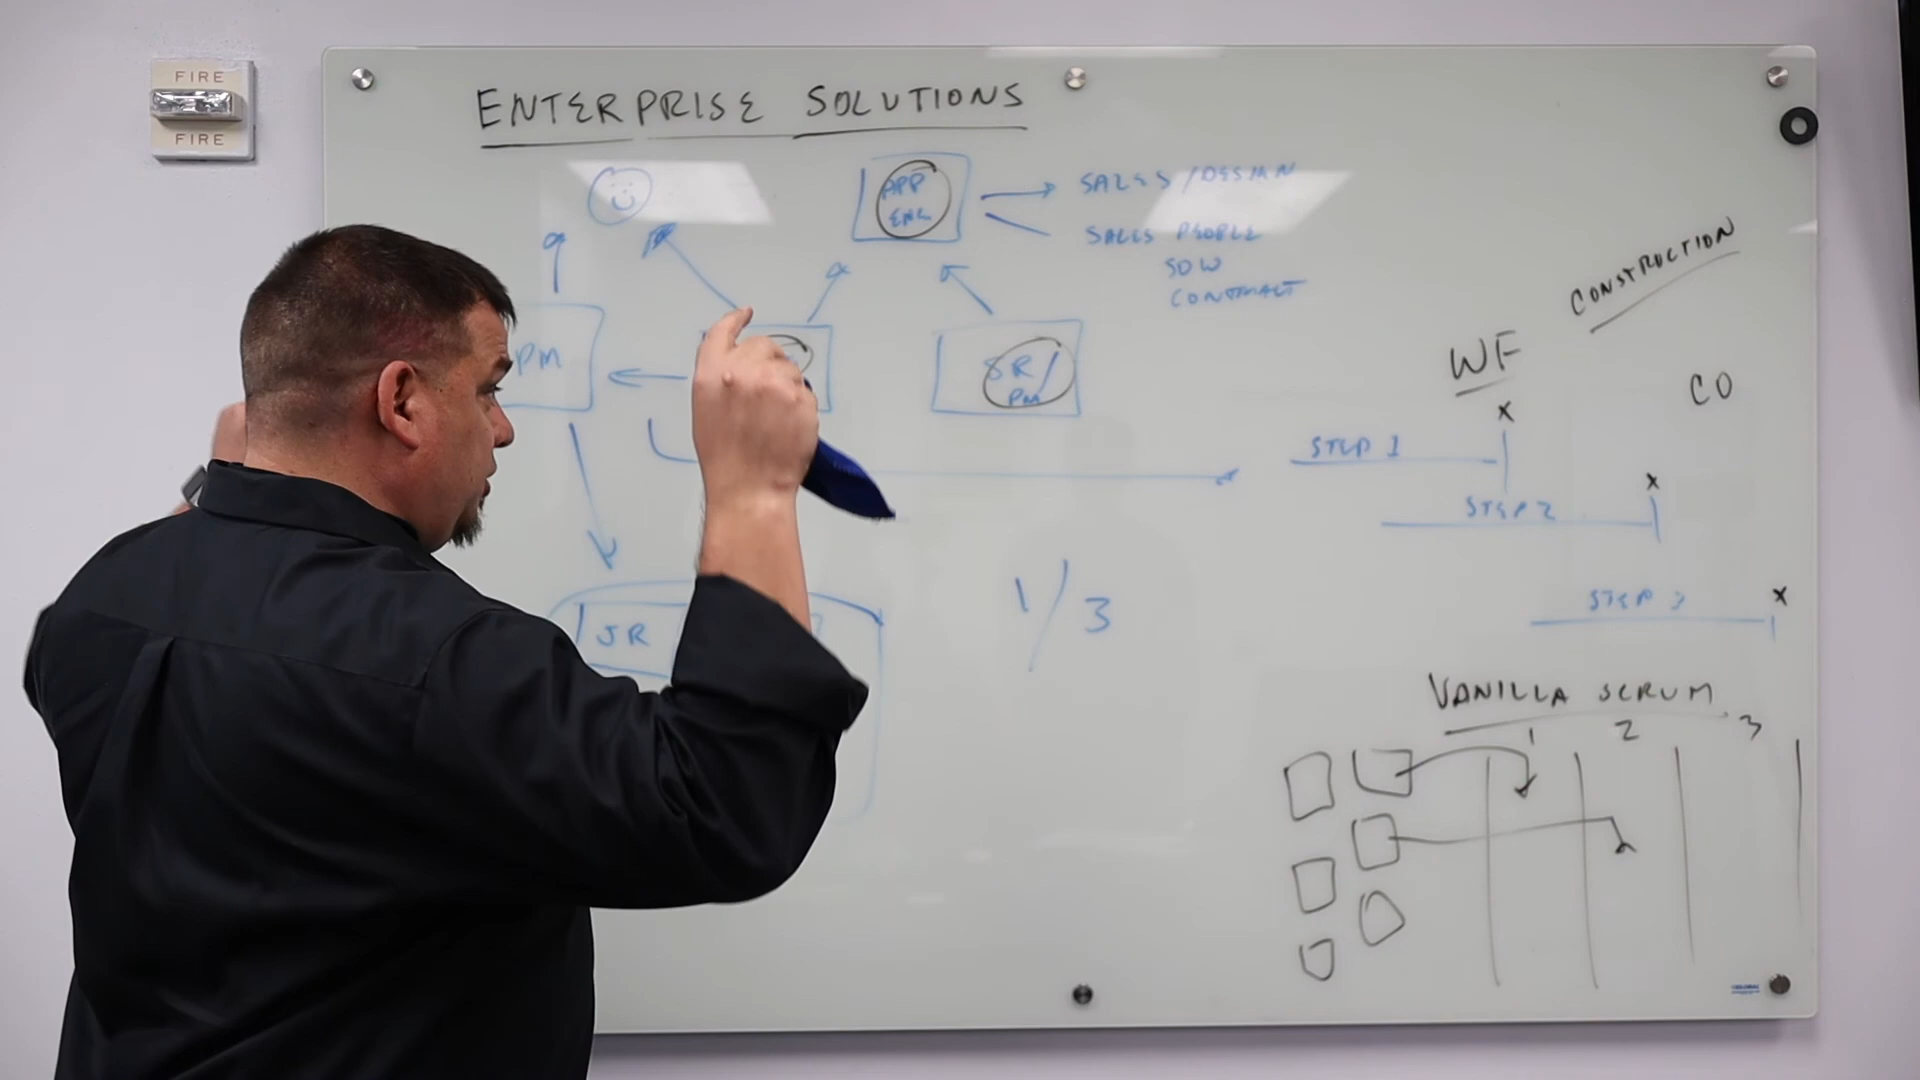 FIRE
FIRE
ENTERPRISE SOLUTIONS
APP
ENG
SALES / DESIGN
SALES PEOPLE
SOW
CONTRACT
PM
SR/
PM
CONSTRUCTION
WF
CO
X
STEP 1
X
STEP 2
X
STEP 3
JR
1/3
VANILLA SCRUM
1 2 3
GLOBAL